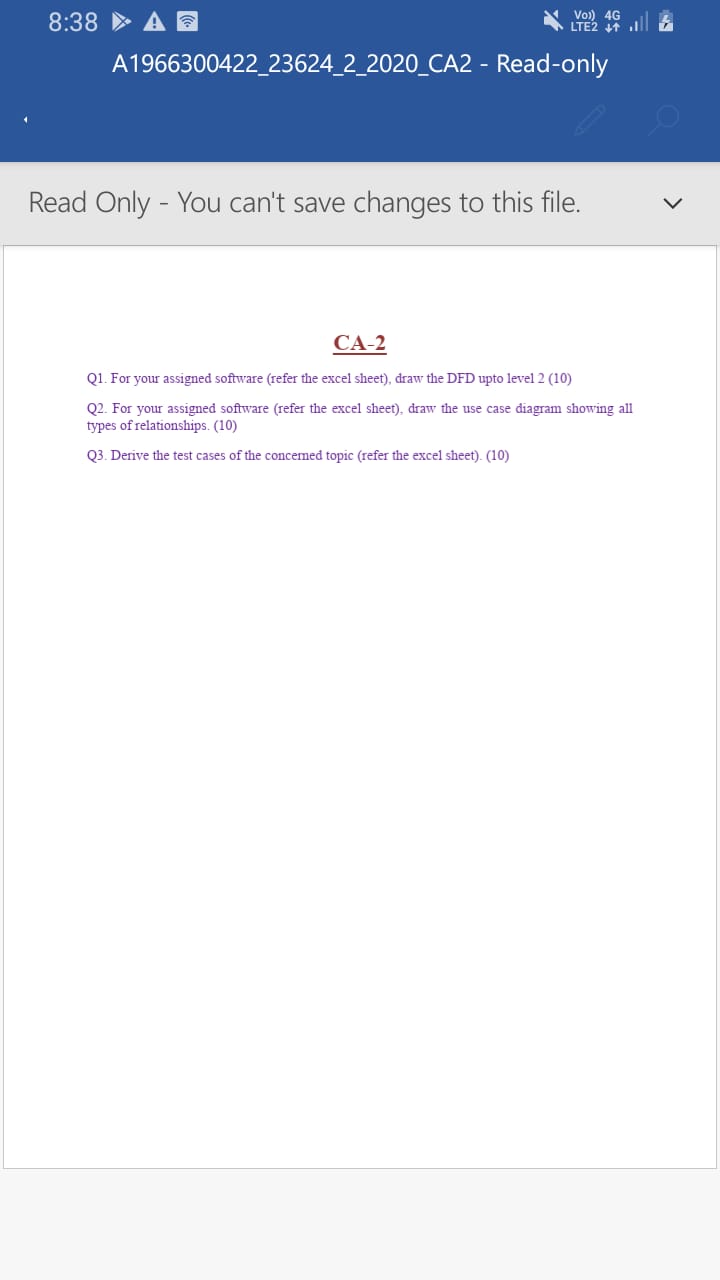 8:38
Vo)) 4G
LTE2
A1966300422_23624_2_2020_CA2 - Read-only
Read Only - You can't save changes to this file.
CA-2
Q1. For your assigned software (refer the excel sheet), draw the DFD upto level 2 (10)
Q2. For your assigned software (refer the excel sheet), draw the use case diagram showing all
types of relationships. (10)
Q3. Derive the test cases of the concerned topic (refer the excel sheet). (10)